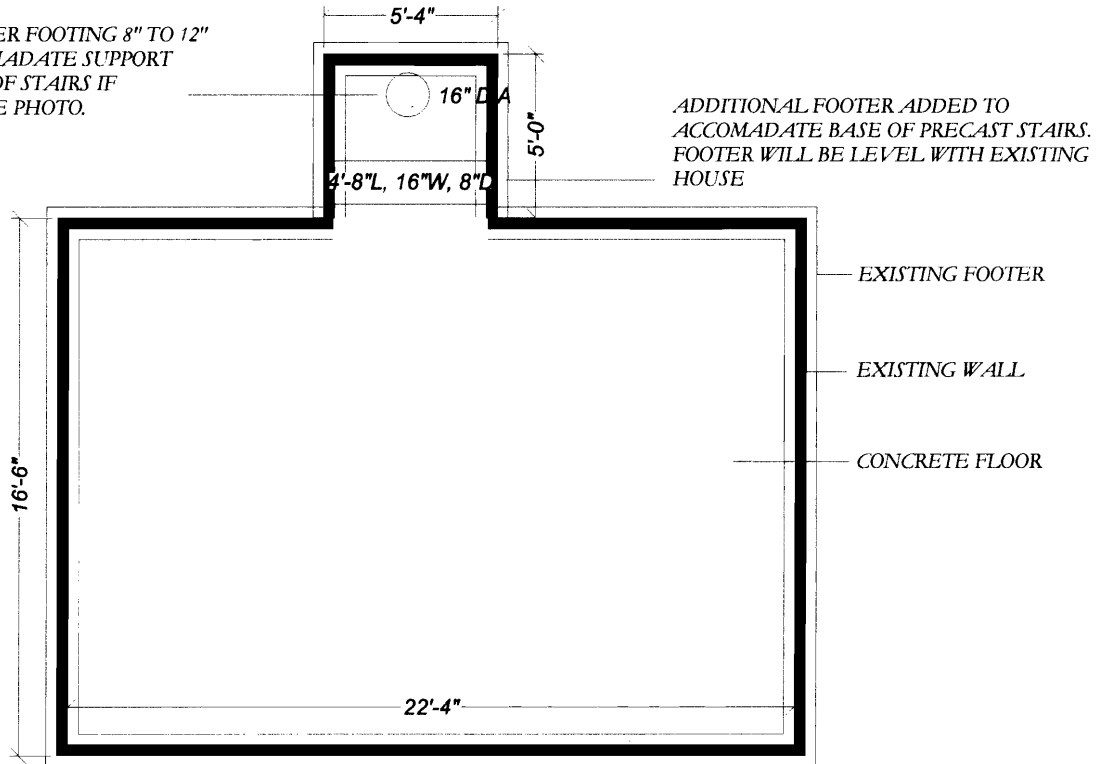 5'-4"
ER FOOTING 8" TO 12"
ADATE SUPPORT
OF STAIRS IF
E PHOTO.
16" DIA
5'-0"
ADDITIONAL FOOTER ADDED TO
ACCOMADATE BASE OF PRECAST STAIRS.
FOOTER WILL BE LEVEL WITH EXISTING
HOUSE
4'-8"L, 16"W, 8"D
EXISTING FOOTER
EXISTING WALL
CONCRETE FLOOR
16'-6"
22'-4"